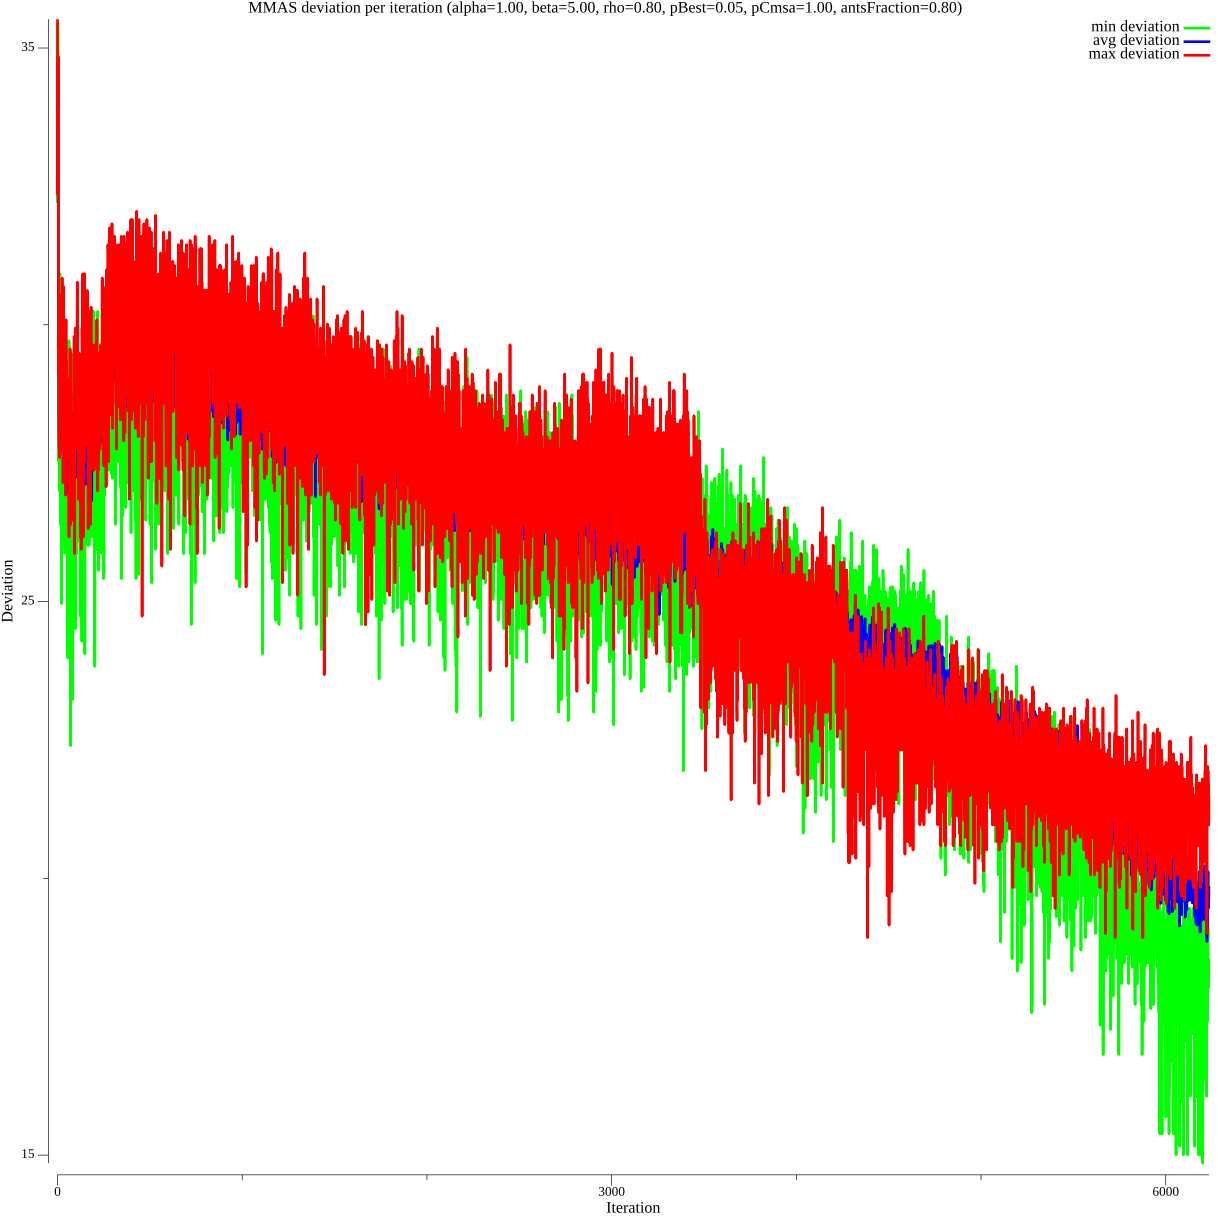 MMAS deviation per iteration (alpha=1.00, beta=5.00, rho=0.80, pBest=0.05, pCmsa=1.00, antsFraction=0.80)
min deviation
avg deviation
max deviation
35
25
15
Deviation
0
3000
6000
Iteration